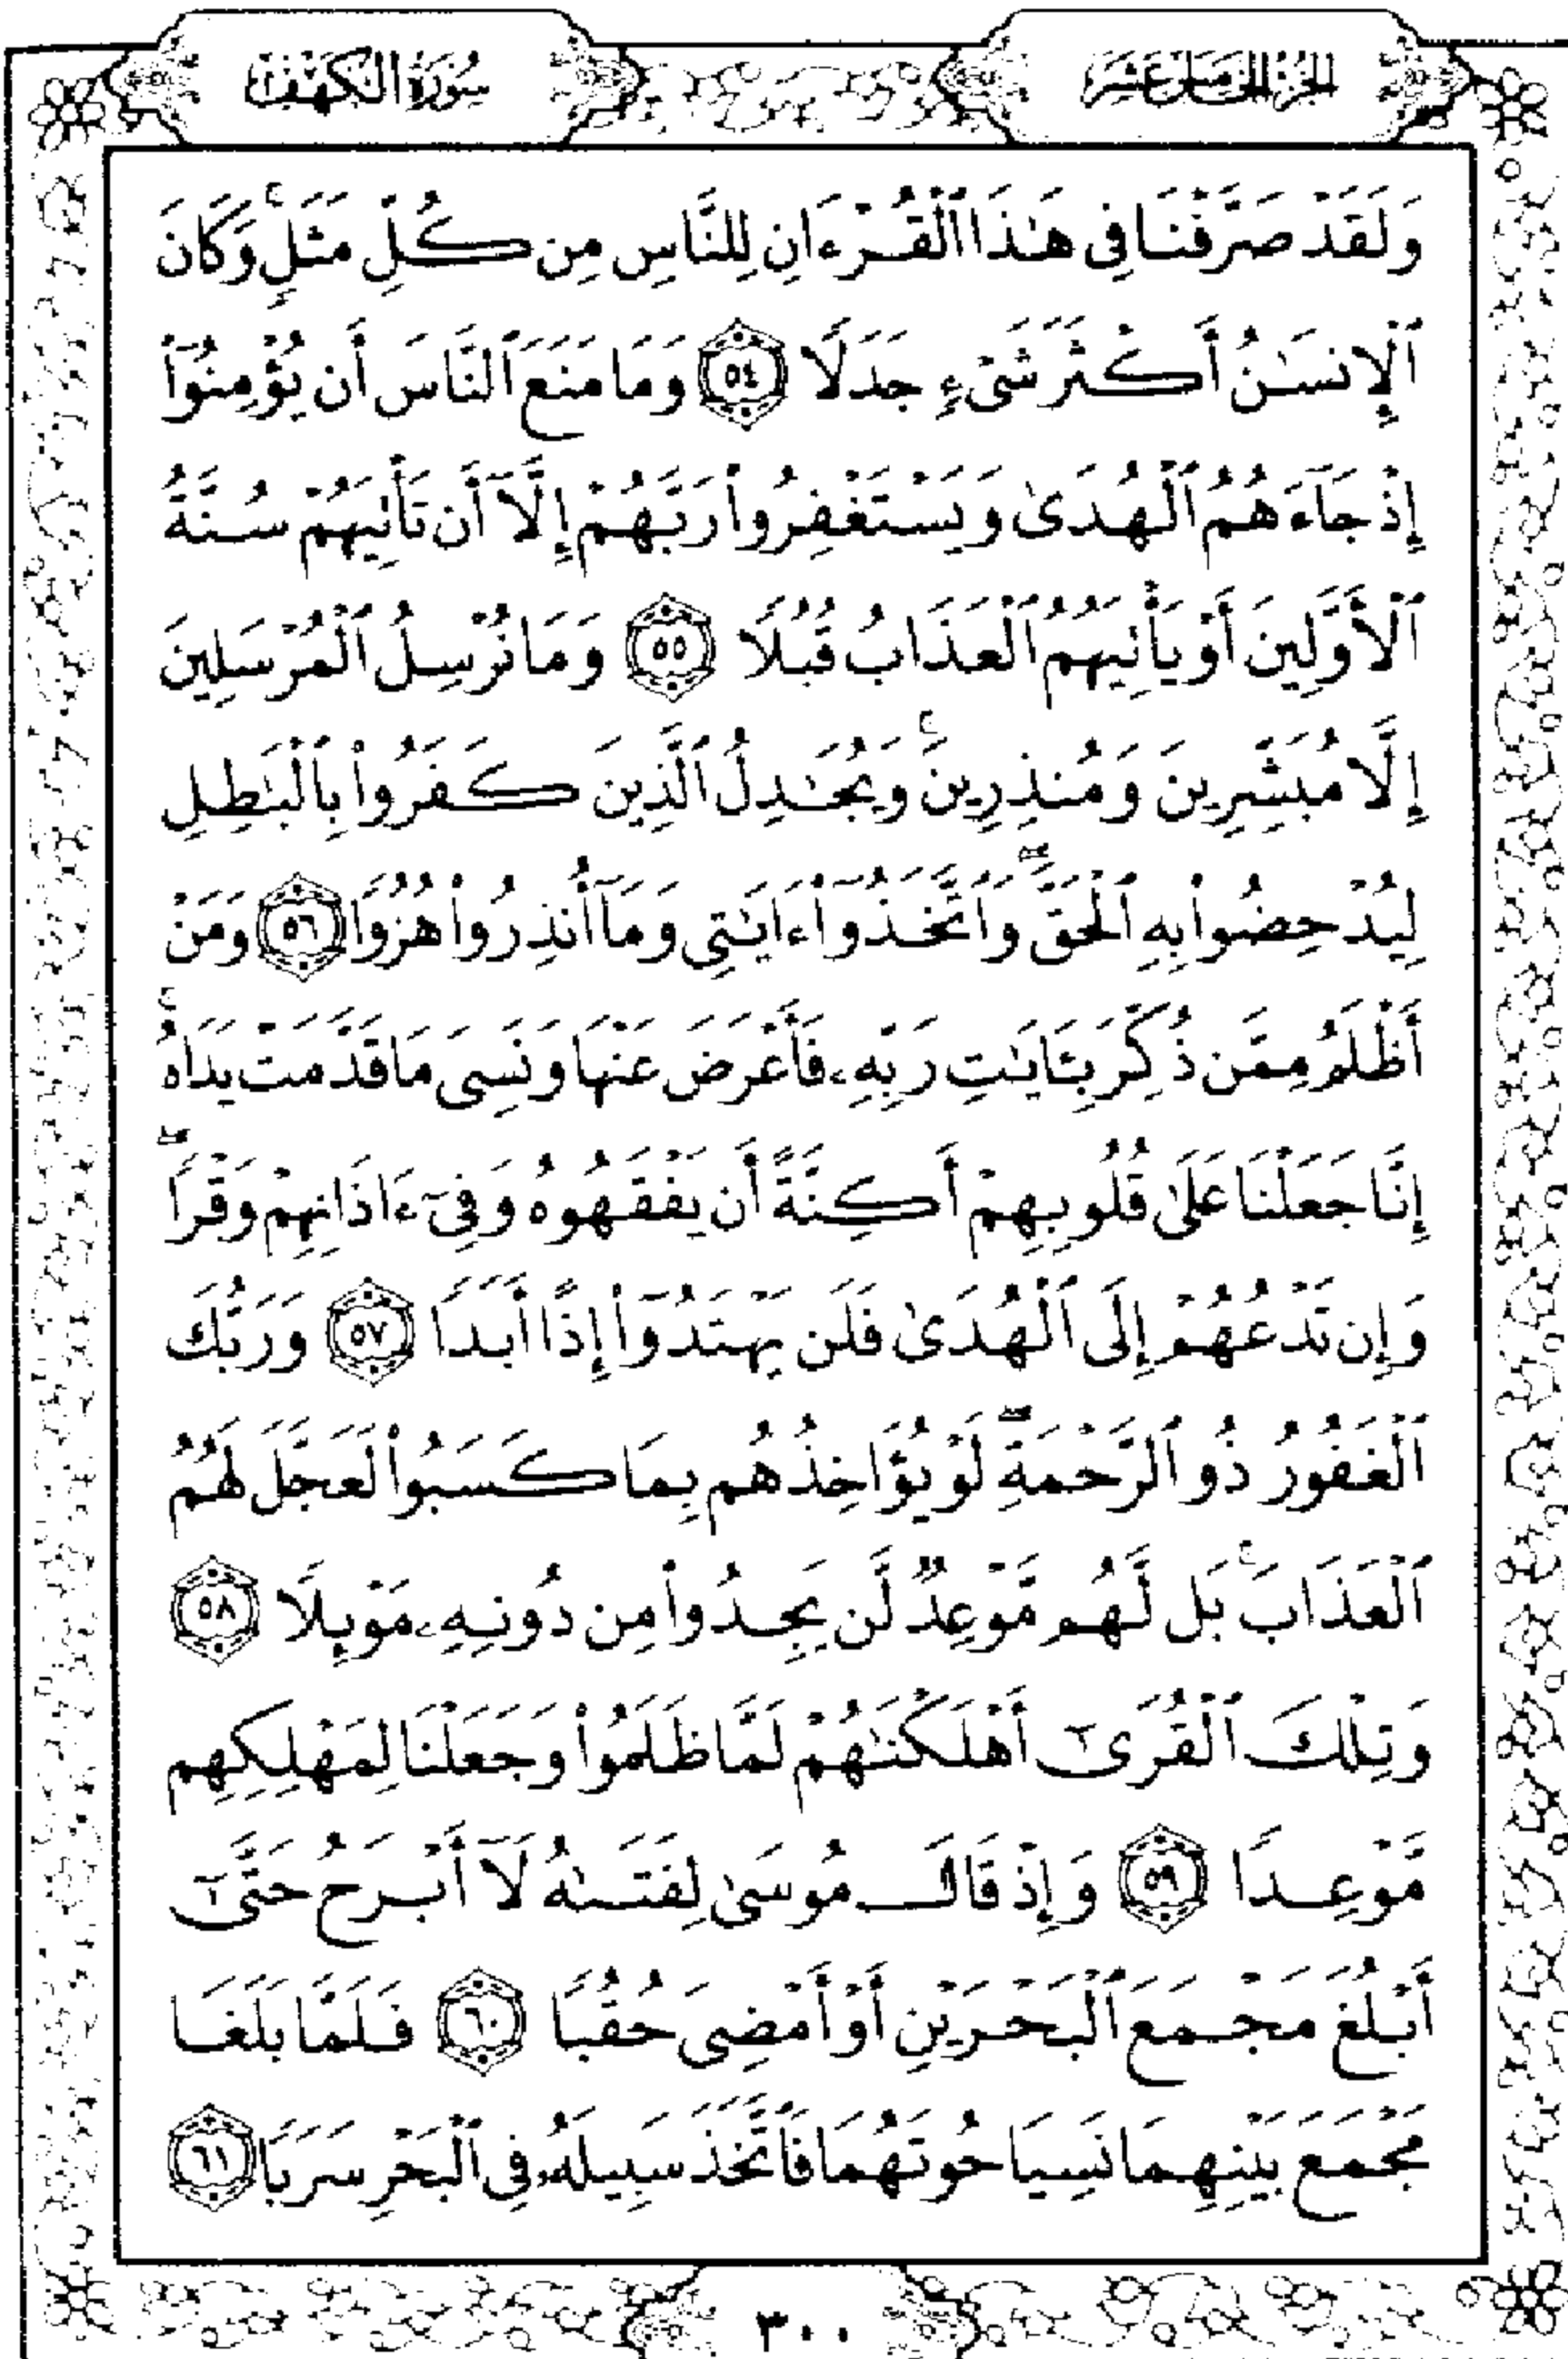 الجزء الخامس عشر
سورة الكهف
وَلَقَدْ صَرَّفْنَا فِى هَٰذَا ٱلْقُرْءَانِ لِلنَّاسِ مِن كُلِّ مَثَلٍۚ وَكَانَ
ٱلْإِنسَٰنُ أَكْثَرَ شَىْءٍ جَدَلًا ٥٤ وَمَا مَنَعَ ٱلنَّاسَ أَن يُؤْمِنُوٓا۟
إِذْ جَآءَهُمُ ٱلْهُدَىٰ وَيَسْتَغْفِرُوا۟ رَبَّهُمْ إِلَّآ أَن تَأْتِيَهُمْ سُنَّةُ
ٱلْأَوَّلِينَ أَوْ يَأْتِيَهُمُ ٱلْعَذَابُ قُبُلًا ٥٥ وَمَا نُرْسِلُ ٱلْمُرْسَلِينَ
إِلَّا مُبَشِّرِينَ وَمُنذِرِينَۚ وَيُجَٰدِلُ ٱلَّذِينَ كَفَرُوا۟ بِٱلْبَٰطِلِ
لِيُدْحِضُوا۟ بِهِ ٱلْحَقَّۖ وَٱتَّخَذُوٓا۟ ءَايَٰتِى وَمَآ أُنذِرُوا۟ هُزُوًا ٥٦ وَمَنْ
أَظْلَمُ مِمَّن ذُكِّرَ بِـَٔايَٰتِ رَبِّهِۦ فَأَعْرَضَ عَنْهَا وَنَسِىَ مَا قَدَّمَتْ يَدَاهُۚ
إِنَّا جَعَلْنَا عَلَىٰ قُلُوبِهِمْ أَكِنَّةً أَن يَفْقَهُوهُ وَفِىٓ ءَاذَانِهِمْ وَقْرًاۖ
وَإِن تَدْعُهُمْ إِلَى ٱلْهُدَىٰ فَلَن يَهْتَدُوٓا۟ إِذًا أَبَدًا ٥٧ وَرَبُّكَ
ٱلْغَفُورُ ذُو ٱلرَّحْمَةِۖ لَوْ يُؤَاخِذُهُم بِمَا كَسَبُوا۟ لَعَجَّلَ لَهُمُ
ٱلْعَذَابَۚ بَل لَّهُم مَّوْعِدٌ لَّن يَجِدُوا۟ مِن دُونِهِۦ مَوْئِلًا ٥٨
وَتِلْكَ ٱلْقُرَىٰٓ أَهْلَكْنَٰهُمْ لَمَّا ظَلَمُوا۟ وَجَعَلْنَا لِمَهْلِكِهِم
مَّوْعِدًا ٥٩ وَإِذْ قَالَ مُوسَىٰ لِفَتَىٰهُ لَآ أَبْرَحُ حَتَّىٰٓ
أَبْلُغَ مَجْمَعَ ٱلْبَحْرَيْنِ أَوْ أَمْضِىَ حُقُبًا ٦٠ فَلَمَّا بَلَغَا
مَجْمَعَ بَيْنِهِمَا نَسِيَا حُوتَهُمَا فَٱتَّخَذَ سَبِيلَهُۥ فِى ٱلْبَحْرِ سَرَبًا ٦١
٣٠٠